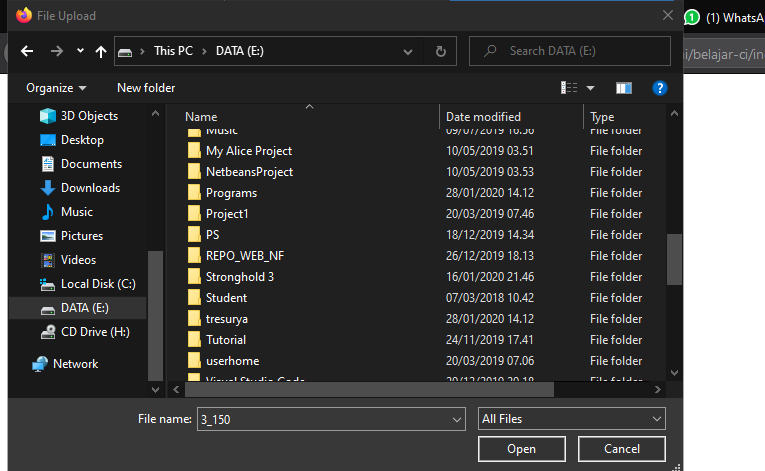 File Upload
1
(1) WhatsA
This PC
DATA (E:)
Search DATA (E:)
i/belajar-ci/in
Organize
New folder
?
3D Objects
Desktop
Documents
Downloads
Music
Pictures
Videos
Local Disk (C:)
DATA (E:)
CD Drive (H:)
Network
Name Date modified Type
Music 09/07/2019 16.56 File folder
My Alice Project 10/05/2019 03.51 File folder
NetbeansProject 10/05/2019 03.53 File folder
Programs 28/01/2020 14.12 File folder
Project1 20/03/2019 07.46 File folder
PS 18/12/2019 14.34 File folder
REPO_WEB_NF 26/12/2019 18.13 File folder
Stronghold 3 16/01/2020 21.46 File folder
Student 07/03/2018 10.42 File folder
tresurya 28/01/2020 14.12 File folder
Tutorial 24/11/2019 17.41 File folder
userhome 20/03/2019 07.06 File folder
Visual Studio Code File folder
File name: 3_150 All Files
Open Cancel